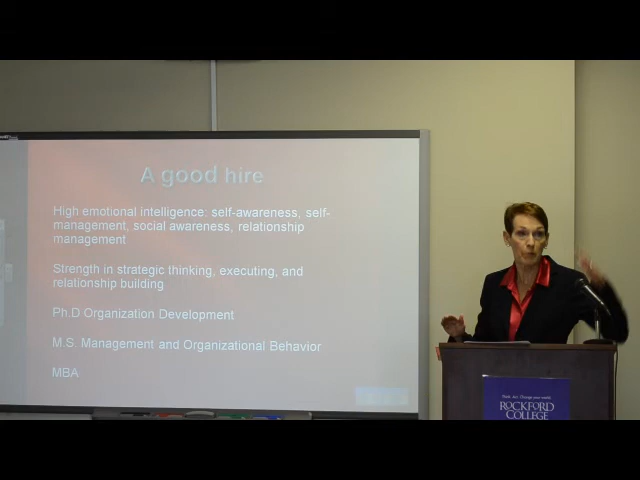 A good hire
High emotional intelligence: self-awareness, self-
management, social awareness, relationship
management
Strength in strategic thinking, executing, and
relationship building
Ph.D Organization Development
M.S. Management and Organizational Behavior
MBA
ROCKFORD
COLLEGE